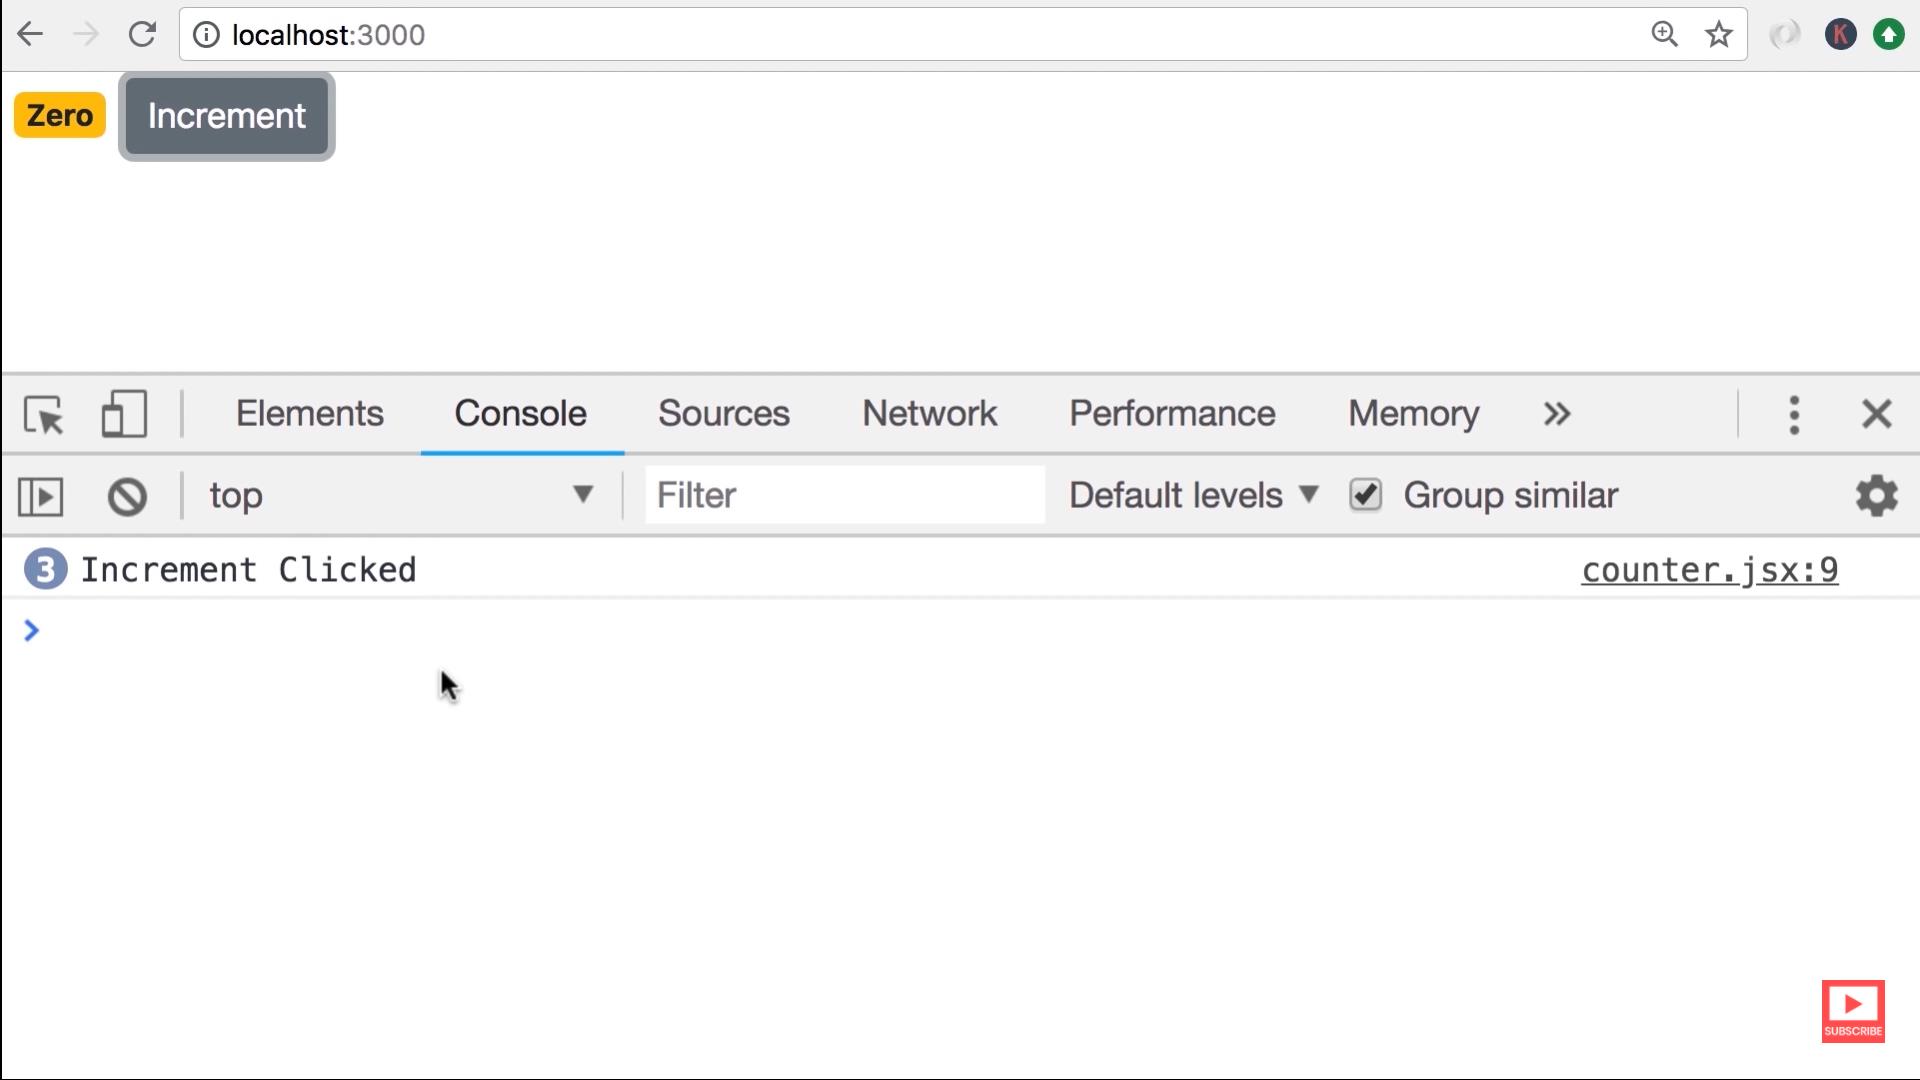 localhost:3000
K
Zero Increment
Elements Console Sources Network Performance Memory
top Filter Default levels Group similar
3 Increment Clicked counter.jsx:9
SUBSCRIBE